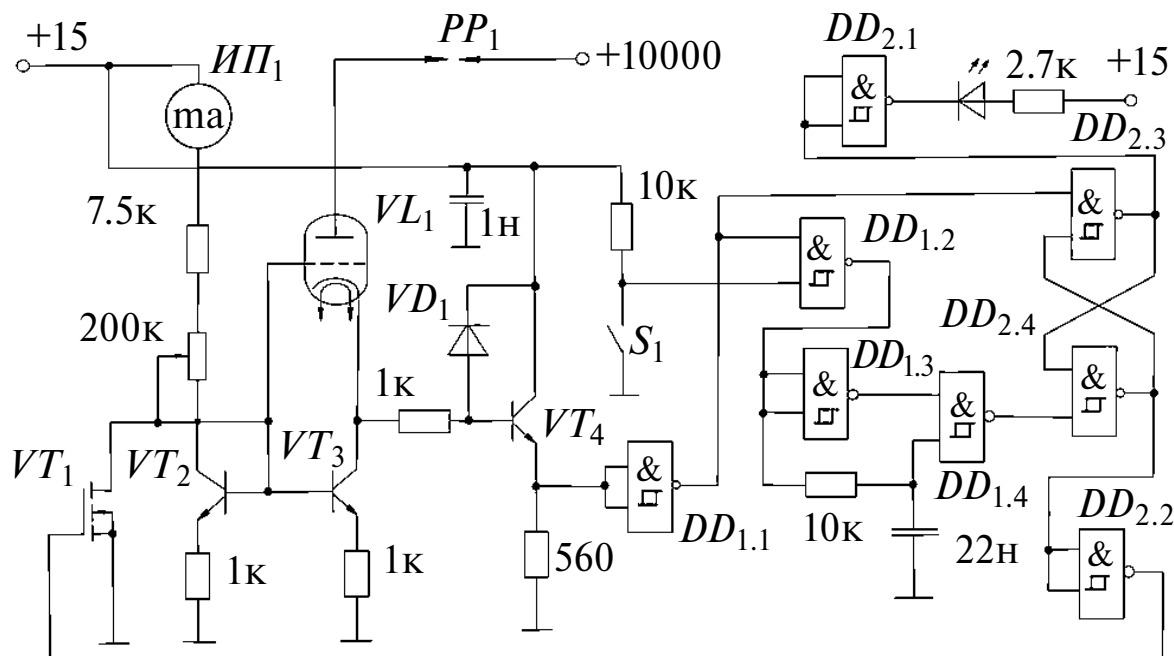 +15
ИП₁
PP₁
+10000
DD₂.₁
2.7к
+15
&
ma
DD₂.₃
7.5к
VL₁
1н
10к
&
DD₁.₂
&
VD₁
200к
S₁
DD₂.₄
1к
DD₁.₃
&
&
&
VT₁
VT₂
VT₃
VT₄
&
DD₁.₁
DD₁.₄
DD₂.₂
10к
22н
&
1к
1к
560